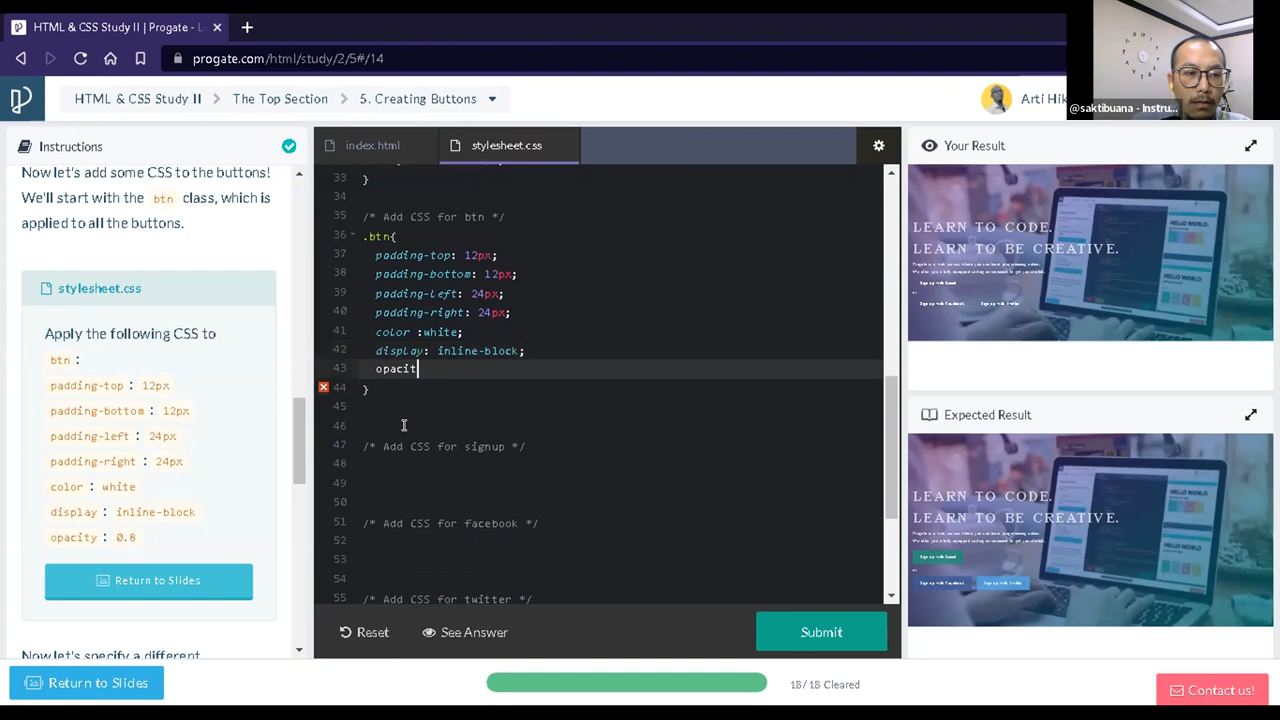 HTML & CSS Study II | Progate - L
progate.com/html/study/2/5#/14
HTML & CSS Study II
The Top Section
5. Creating Buttons
Arti Hik
@saktibuana - Instru...
Instructions
Now let's add some CSS to the buttons!
We'll start with the btn class, which is
applied to all the buttons.
stylesheet.css
Apply the following CSS to
btn :
padding-top : 12px
padding-bottom : 12px
padding-left : 24px
padding-right : 24px
color : white
display : inline-block
opacity : 0.8
Return to Slides
Now let's specify a different
index.html
stylesheet.css
33 }
34
35 /* Add CSS for btn */
36 .btn{
37 padding-top: 12px;
38 padding-bottom: 12px;
39 padding-left: 24px;
40 padding-right: 24px;
41 color :white;
42 display: inline-block;
43 opacit
44 }
45
46
47 /* Add CSS for signup */
48
49
50
51 /* Add CSS for facebook */
52
53
54
55 /* Add CSS for twitter */
Reset
See Answer
Submit
Your Result
LEARN TO CODE.
LEARN TO BE CREATIVE.
Expected Result
HELLO WORLD.
LEARN TO CODE.
LEARN TO BE CREATIVE.
HELLO WORLD.
Return to Slides
18/ 18 Cleared
Contact us!